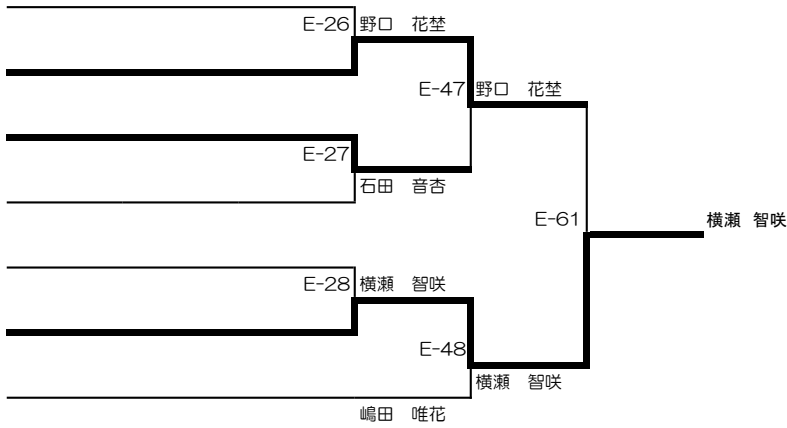 E-26 野口 花埜
E-47 野口 花埜
E-27
石田 音杏
E-61 横瀬 智咲
E-28 横瀬 智咲
E-48
横瀬 智咲
嶋田 唯花